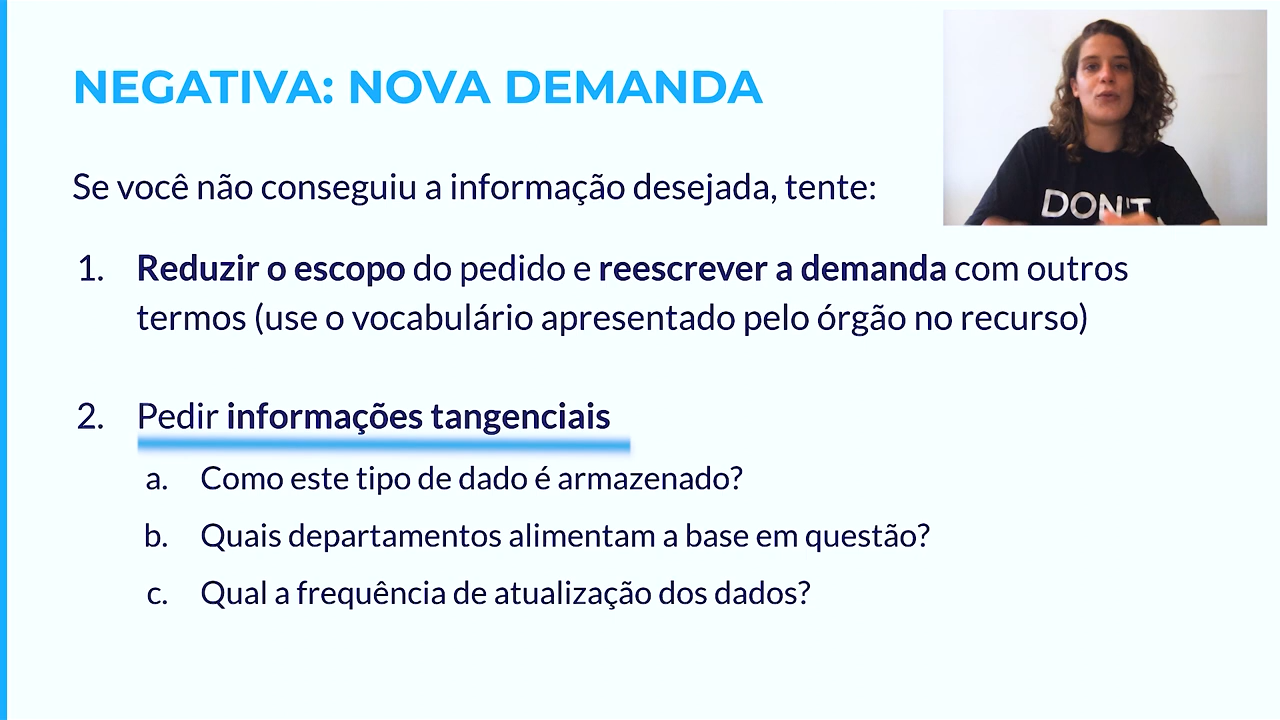 NEGATIVA: NOVA DEMANDA
Se você não conseguiu a informação desejada, tente:
1. Reduzir o escopo do pedido e reescrever a demanda com outros
termos (use o vocabulário apresentado pelo órgão no recurso)
2. Pedir informações tangenciais
a. Como este tipo de dado é armazenado?
b. Quais departamentos alimentam a base em questão?
c. Qual a frequência de atualização dos dados?
DON'T